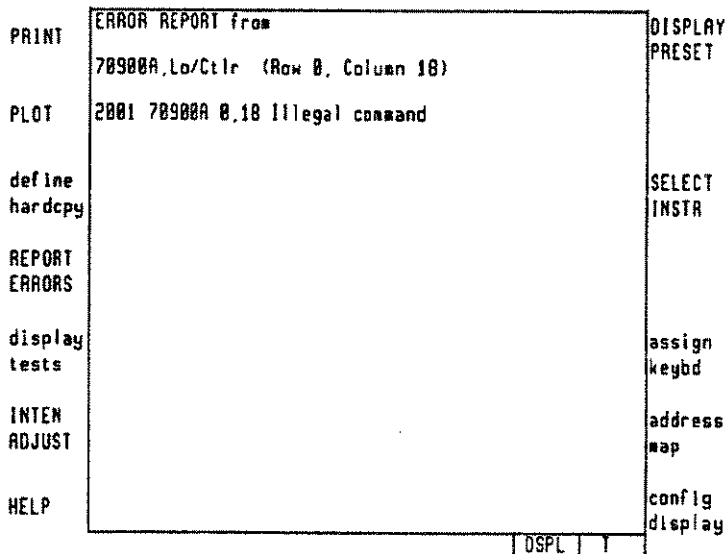 PRINT
PLOT
define
hardcpy
REPORT
ERRORS
display
tests
INTEN
ADJUST
HELP
ERROR REPORT from
70900A,Lo/Ctlr (Row 0, Column 18)
2001 70900A 0,18 Illegal command
DISPLAY
PRESET
SELECT
INSTR
assign
keybd
address
map
config
display
DSPL T